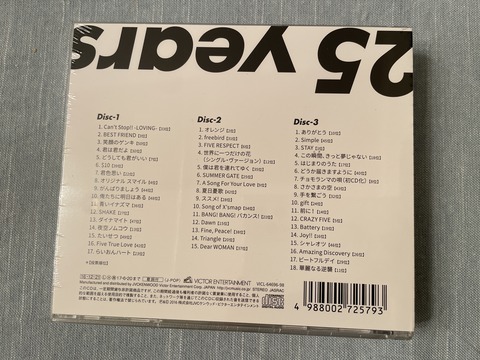 25 years
Disc-1
1. Can't Stop!! -LOVING-
2. BEST FRIEND
3. 笑顔のゲンキ
4. 君は君だよ
5. どうしても君がいい
6. $10
7. 君色思い
8. オリジナル スマイル
9. がんばりましょう
10. 俺たちに明日はある
11. 青いイナズマ
12. SHAKE
13. ダイナマイト
14. 夜空ノムコウ
15. たいせつ
16. Five True Love
17. らいおんハート
Disc-2
1. オレンジ
2. freebird
3. FIVE RESPECT
4. 世界に一つだけの花
(シングル・ヴァージョン)
5. 僕は君を連れてゆく
6. SUMMER GATE
7. A Song For Your Love
8. 夏日憂歌
9. ススメ!
10. Song of X'smap
11. BANG! BANG! バカンス!
12. Dawn
13. Fine, Peace!
14. Triangle
15. Dear WOMAN
Disc-3
1. ありがとう
2. Simple
3. STAY
4. この瞬間、きっと夢じゃない
5. はじまりのうた
6. どうか届きますように
7. チョモランマの唄(初CD化)
8. さかさまの空
9. 手を繋ごう
10. gift
11. 前に!
12. CRAZY FIVE
13. Battery
14. Joy!!
15. シャレオツ
16. Amazing Discovery
17. ビートフルデイ
18. 華麗なる逆襲
VICTOR ENTERTAINMENT
VICL-64696-98
STEREO JASRAC
4 988002 725793